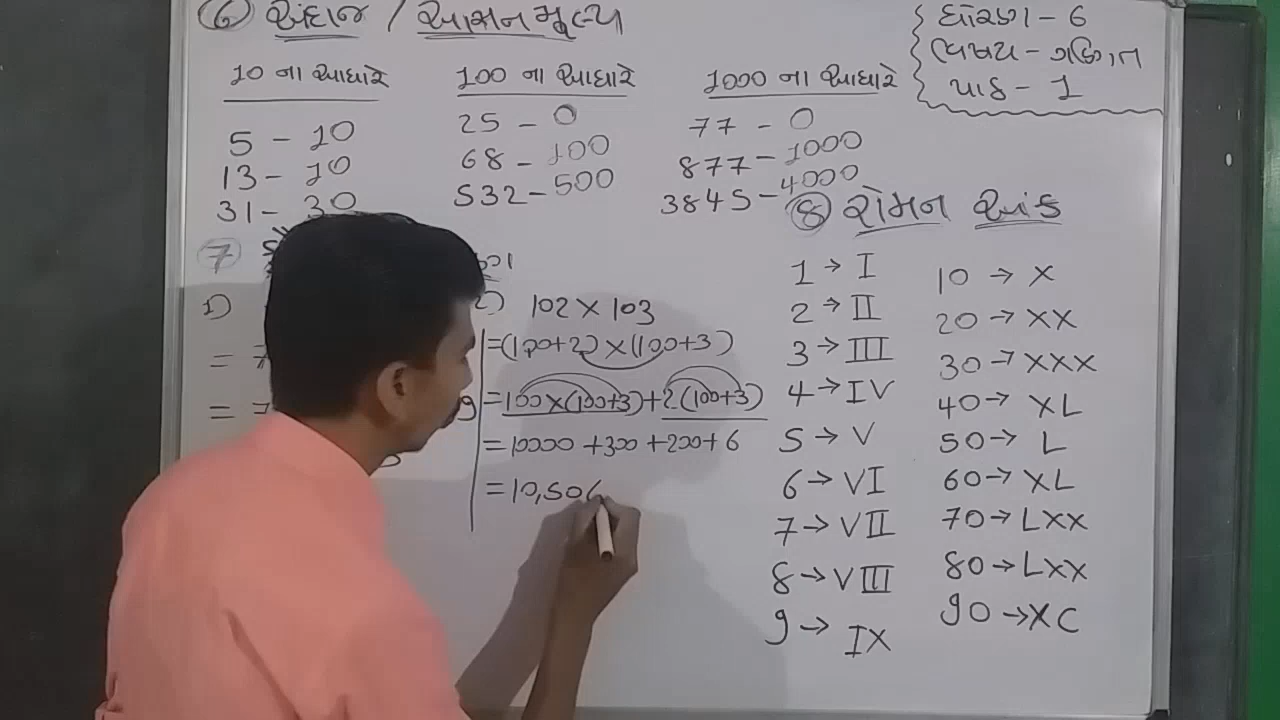 ⑥ અંદાજ / આસનમૂલ્ય
ધોરણ - 6
વિષય - ગણિત
પાઠ - 1
10 ના આધારે
5 - 10
13 - 10
31 - 30
100 ના આધારે
25 - 0
68 - 100
532 - 500
1000 ના આધારે
77 - 0
877 - 1000
3845 - 4000
7
1)
= 7
= 7
2) 102 × 103
= (100+2) × (100+3)
= 100×(100+3)+2(100+3)
= 10000 + 300 + 200 + 6
= 10,506
⑧ રોમન અંક
1 → I
2 → II
3 → III
4 → IV
5 → V
6 → VI
7 → VII
8 → VIII
9 → IX
10 → X
20 → XX
30 → XXX
40 → XL
50 → L
60 → XL
70 → LXX
80 → LXX
90 → XC